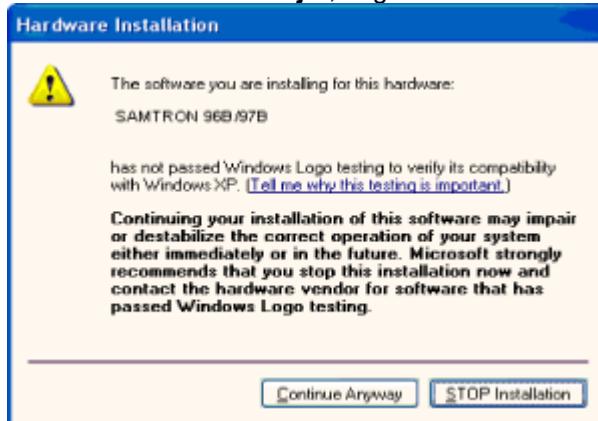 Hardware Installation
The software you are installing for this hardware:
SAMTRON 96B/97B
has not passed Windows Logo testing to verify its compatibility
with Windows XP. (Tell me why this testing is important.)
Continuing your installation of this software may impair
or destabilize the correct operation of your system
either immediately or in the future. Microsoft strongly
recommends that you stop this installation now and
contact the hardware vendor for software that has
passed Windows Logo testing.
Continue Anyway
STOP Installation